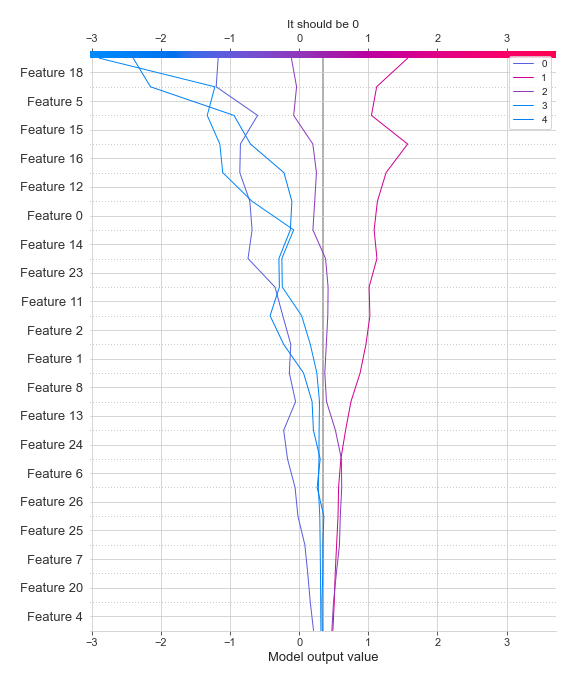 It should be 0
−3 −2 −1 0 1 2 3
0
1
2
3
4
Feature 18
Feature 5
Feature 15
Feature 16
Feature 12
Feature 0
Feature 14
Feature 23
Feature 11
Feature 2
Feature 1
Feature 8
Feature 13
Feature 24
Feature 6
Feature 26
Feature 25
Feature 7
Feature 20
Feature 4
−3 −2 −1 0 1 2 3
Model output value